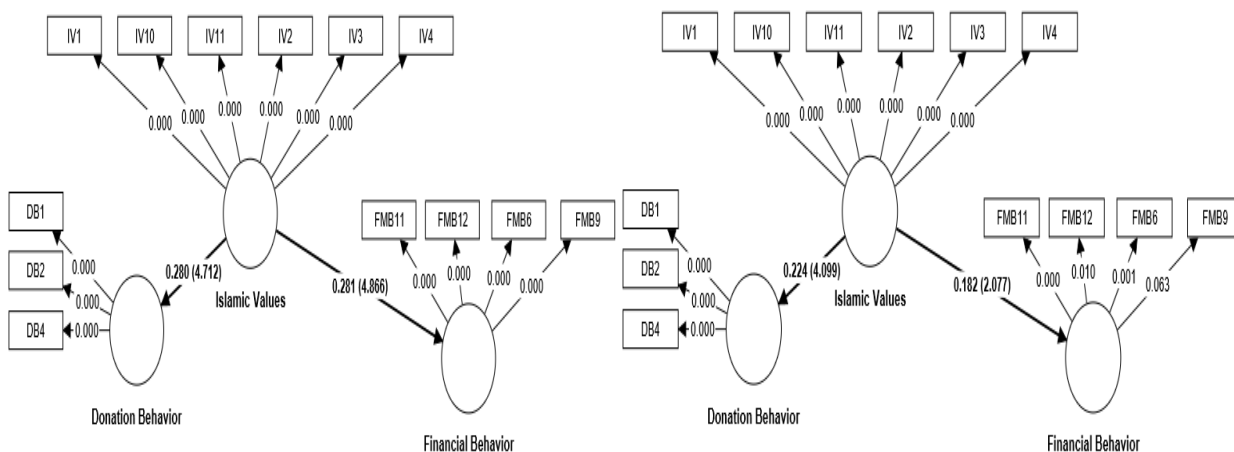 IV1 IV10 IV11 IV2 IV3 IV4
0.000 0.000 0.000 0.000 0.000 0.000
DB1
DB2
DB4
0.000
0.000
0.000
0.280 (4.712)
Islamic Values
0.281 (4.866)
FMB11 FMB12 FMB6 FMB9
0.000 0.000 0.000 0.000
Donation Behavior
Financial Behavior
IV1 IV10 IV11 IV2 IV3 IV4
0.000 0.000 0.000 0.000 0.000 0.000
DB1
DB2
DB4
0.000
0.000
0.000
0.224 (4.099)
Islamic Values
0.182 (2.077)
FMB11 FMB12 FMB6 FMB9
0.000 0.010 0.001 0.063
Donation Behavior
Financial Behavior